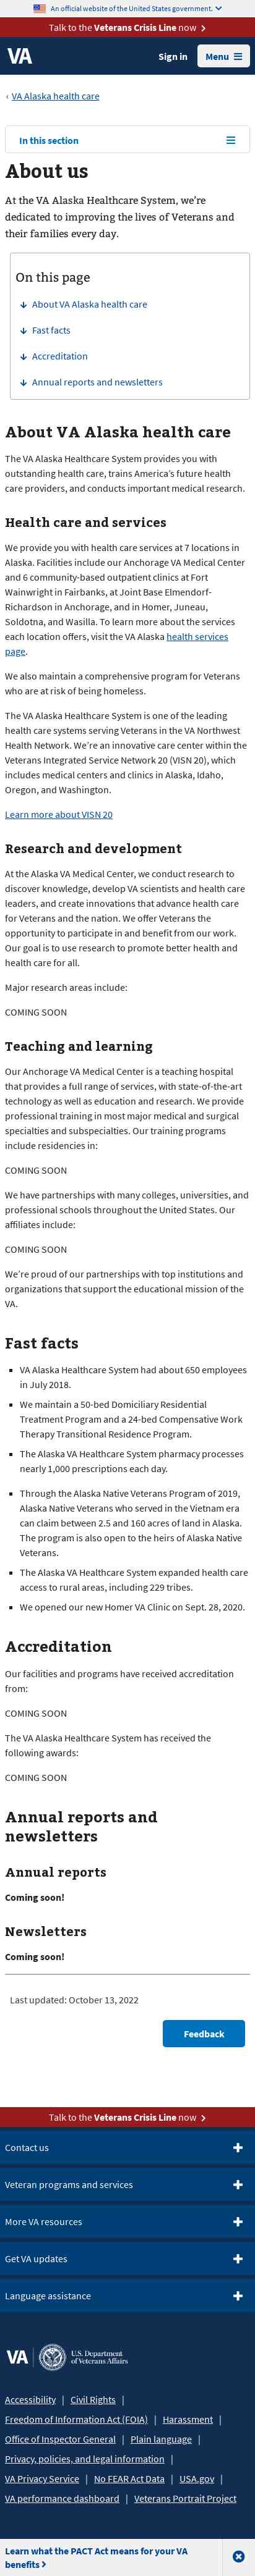 An official website of the United States government.
Talk to the Veterans Crisis Line now
VA
Sign in
Menu
‹ VA Alaska health care
In this section
About us
At the VA Alaska Healthcare System, we're
dedicated to improving the lives of Veterans and
their families every day.
On this page
About VA Alaska health care
Fast facts
Accreditation
Annual reports and newsletters
About VA Alaska health care
The VA Alaska Healthcare System provides you with
outstanding health care, trains America's future health
care providers, and conducts important medical research.
Health care and services
We provide you with health care services at 7 locations in
Alaska. Facilities include our Anchorage VA Medical Center
and 6 community-based outpatient clinics at Fort
Wainwright in Fairbanks, at Joint Base Elmendorf-
Richardson in Anchorage, and in Homer, Juneau,
Soldotna, and Wasilla. To learn more about the services
each location offers, visit the VA Alaska health services
page.
We also maintain a comprehensive program for Veterans
who are at risk of being homeless.
The VA Alaska Healthcare System is one of the leading
health care systems serving Veterans in the VA Northwest
Health Network. We're an innovative care center within the
Veterans Integrated Service Network 20 (VISN 20), which
includes medical centers and clinics in Alaska, Idaho,
Oregon, and Washington.
Learn more about VISN 20
Research and development
At the Alaska VA Medical Center, we conduct research to
discover knowledge, develop VA scientists and health care
leaders, and create innovations that advance health care
for Veterans and the nation. We offer Veterans the
opportunity to participate in and benefit from our work.
Our goal is to use research to promote better health and
health care for all.
Major research areas include:
COMING SOON
Teaching and learning
Our Anchorage VA Medical Center is a teaching hospital
that provides a full range of services, with state-of-the-art
technology as well as education and research. We provide
professional training in most major medical and surgical
specialties and subspecialties. Our training programs
include residencies in:
COMING SOON
We have partnerships with many colleges, universities, and
professional schools throughout the United States. Our
affiliates include:
COMING SOON
We're proud of our partnerships with top institutions and
organizations that support the educational mission of the
VA.
Fast facts
VA Alaska Healthcare System had about 650 employees
in July 2018.
We maintain a 50-bed Domiciliary Residential
Treatment Program and a 24-bed Compensative Work
Therapy Transitional Residence Program.
The Alaska VA Healthcare System pharmacy processes
nearly 1,000 prescriptions each day.
Through the Alaska Native Veterans Program of 2019,
Alaska Native Veterans who served in the Vietnam era
can claim between 2.5 and 160 acres of land in Alaska.
The program is also open to the heirs of Alaska Native
Veterans.
The Alaska VA Healthcare System expanded health care
access to rural areas, including 229 tribes.
We opened our new Homer VA Clinic on Sept. 28, 2020.
Accreditation
Our facilities and programs have received accreditation
from:
COMING SOON
The VA Alaska Healthcare System has received the
following awards:
COMING SOON
Annual reports and
newsletters
Annual reports
Coming soon!
Newsletters
Coming soon!
Last updated: October 13, 2022
Feedback
Talk to the Veterans Crisis Line now
Contact us
Veteran programs and services
More VA resources
Get VA updates
Language assistance
VA
U.S. Department
of Veterans Affairs
Accessibility | Civil Rights |
Freedom of Information Act (FOIA) | Harassment |
Office of Inspector General | Plain language |
Privacy, policies, and legal information |
VA Privacy Service | No FEAR Act Data | USA.gov |
VA performance dashboard | Veterans Portrait Project
Learn what the PACT Act means for your VA
benefits